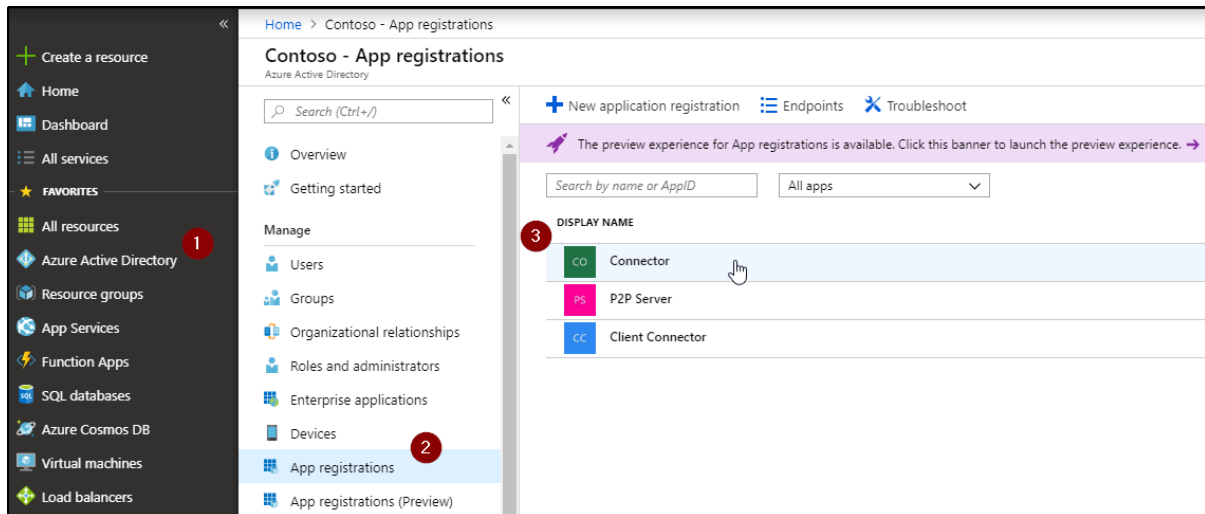 «
Create a resource
Home
Dashboard
All services
FAVORITES
All resources
1
Azure Active Directory
Resource groups
App Services
Function Apps
SQL databases
Azure Cosmos DB
Virtual machines
Load balancers
Home > Contoso - App registrations
Contoso - App registrations
Azure Active Directory
Search (Ctrl+/)
«
Overview
Getting started
Manage
Users
Groups
Organizational relationships
Roles and administrators
Enterprise applications
Devices
2
App registrations
App registrations (Preview)
New application registration Endpoints Troubleshoot
The preview experience for App registrations is available. Click this banner to launch the preview experience. →
Search by name or AppID All apps
DISPLAY NAME
3
CO Connector
PS P2P Server
CC Client Connector